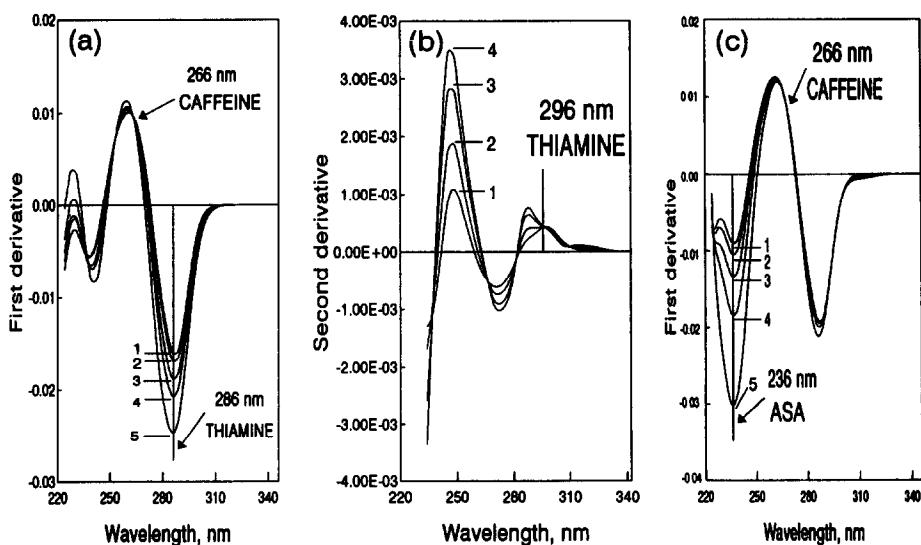 (a)
0.02
0.01
0.00
-0.01
-0.02
-0.03
First derivative
266 nm
CAFFEINE
1
2
3
4
5
286 nm
THIAMINE
220
250
280
310
340
Wavelength, nm
(b)
4.00E-03
3.00E-03
2.00E-03
1.00E-03
0.00E+00
-1.00E-03
-2.00E-03
-3.00E-03
-4.00E-03
Second derivative
4
3
2
1
296 nm
THIAMINE
220
250
280
310
340
Wavelength, nm
(c)
0.02
0.01
0.00
-0.01
-0.02
-0.03
-0.04
First derivative
266 nm
CAFFEINE
1
2
3
4
5
236 nm
ASA
220
250
280
310
340
Wavelength, nm